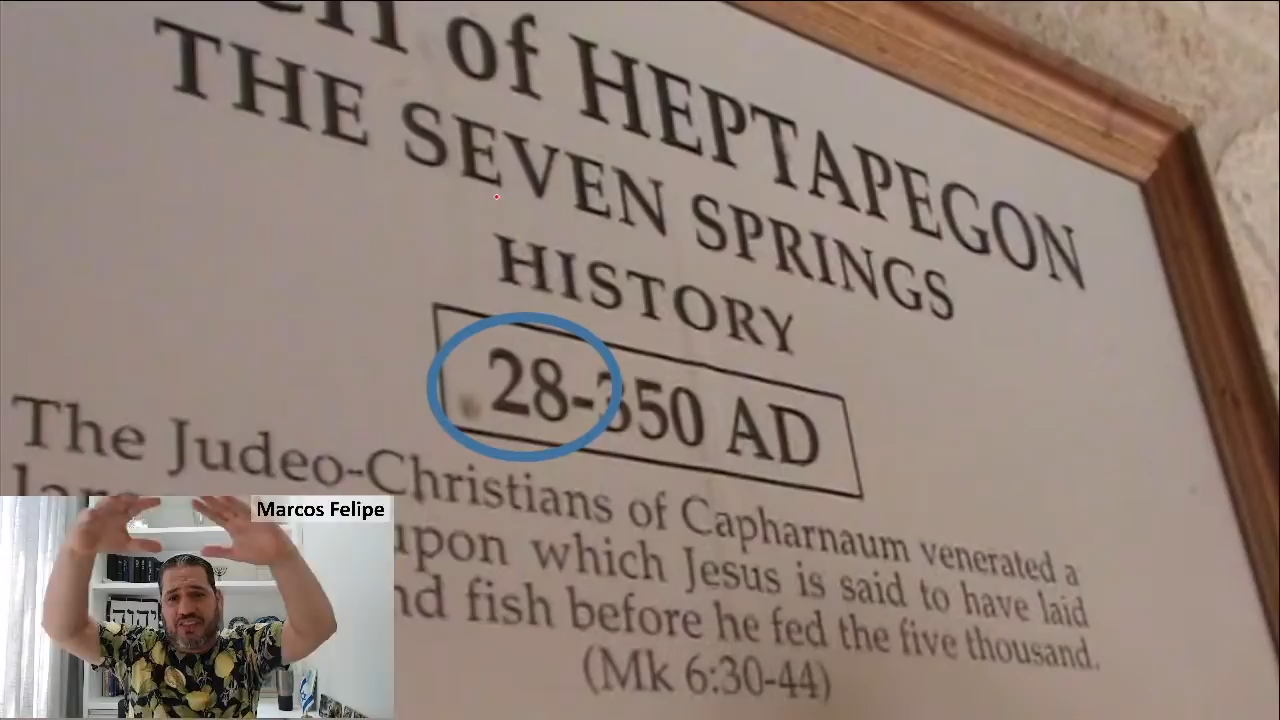 of HEPTAPEGON
THE SEVEN SPRINGS
HISTORY
28-350 AD
The Judeo-Christians of Capharnaum venerated a
upon which Jesus is said to have laid
fish before he fed the five thousand.
(Mk 6:30-44)
Marcos Felipe
יהוה